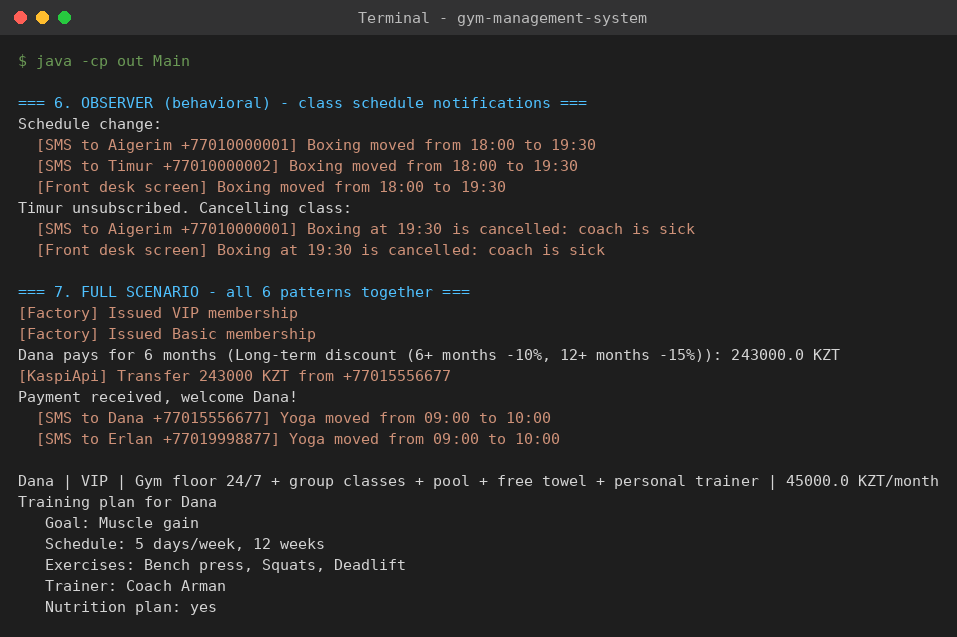 Terminal - gym-management-system
$ java -cp out Main
=== 6. OBSERVER (behavioral) - class schedule notifications ===
Schedule change:
[SMS to Aigerim +77010000001] Boxing moved from 18:00 to 19:30
[SMS to Timur +77010000002] Boxing moved from 18:00 to 19:30
[Front desk screen] Boxing moved from 18:00 to 19:30
Timur unsubscribed. Cancelling class:
[SMS to Aigerim +77010000001] Boxing at 19:30 is cancelled: coach is sick
[Front desk screen] Boxing at 19:30 is cancelled: coach is sick
=== 7. FULL SCENARIO - all 6 patterns together ===
[Factory] Issued VIP membership
[Factory] Issued Basic membership
Dana pays for 6 months (Long-term discount (6+ months -10%, 12+ months -15%)): 243000.0 KZT
[KaspiApi] Transfer 243000 KZT from +77015556677
Payment received, welcome Dana!
[SMS to Dana +77015556677] Yoga moved from 09:00 to 10:00
[SMS to Erlan +77019998877] Yoga moved from 09:00 to 10:00
Dana | VIP | Gym floor 24/7 + group classes + pool + free towel + personal trainer | 45000.0 KZT/month
Training plan for Dana
Goal: Muscle gain
Schedule: 5 days/week, 12 weeks
Exercises: Bench press, Squats, Deadlift
Trainer: Coach Arman
Nutrition plan: yes